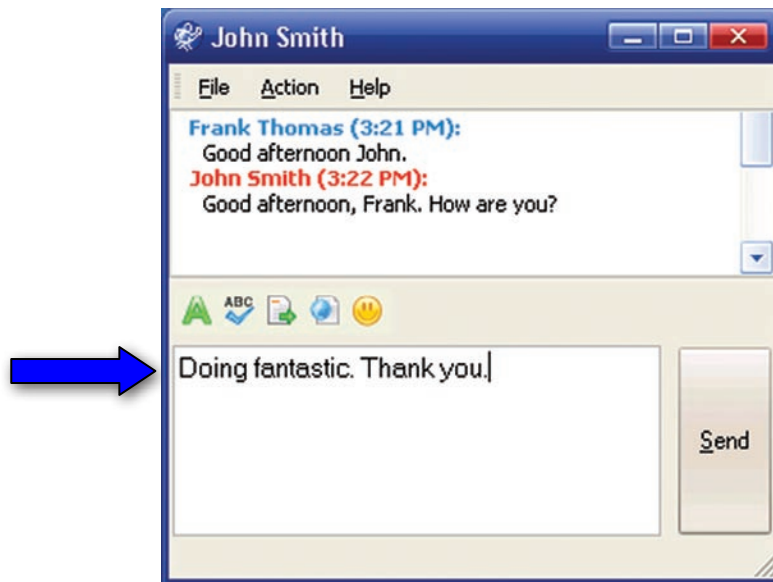 John Smith
File Action Help
Frank Thomas (3:21 PM):
Good afternoon John.
John Smith (3:22 PM):
Good afternoon, Frank. How are you?
ABC
Doing fantastic. Thank you.
Send